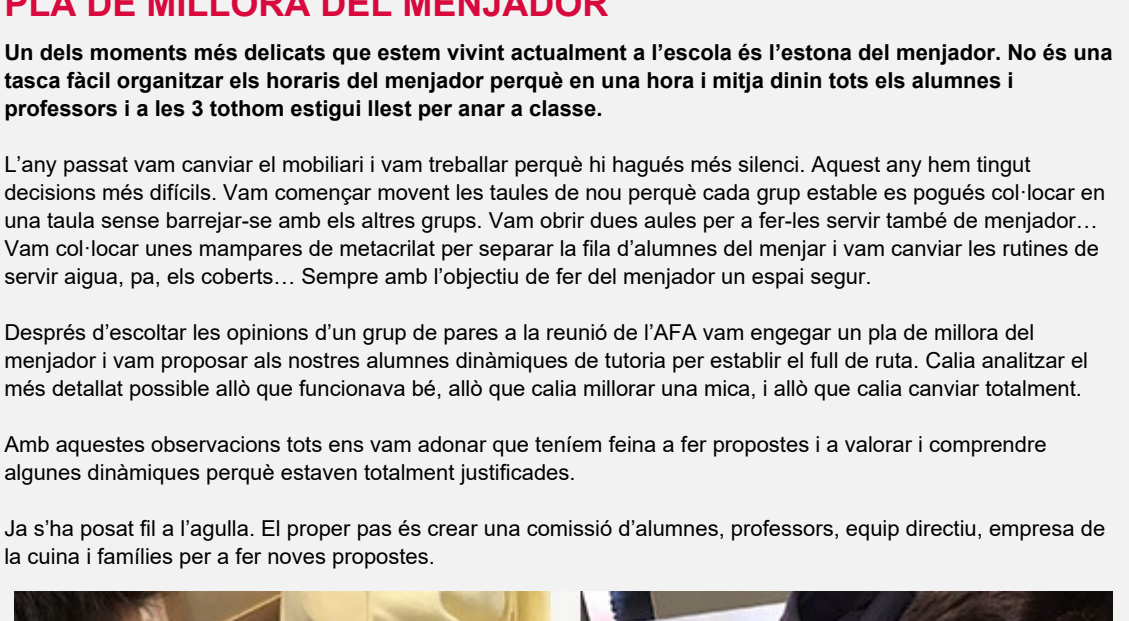 PLA DE MILLORA DEL MENJADOR
Un dels moments més delicats que estem vivint actualment a l’escola és l’estona del menjador. No és una
tasca fàcil organitzar els horaris del menjador perquè en una hora i mitja dinin tots els alumnes i
professors i a les 3 tothom estigui llest per anar a classe.
L’any passat vam canviar el mobiliari i vam treballar perquè hi hagués més silenci. Aquest any hem tingut
decisions més difícils. Vam començar movent les taules de nou perquè cada grup estable es pogués col·locar en
una taula sense barrejar-se amb els altres grups. Vam obrir dues aules per a fer-les servir també de menjador…
Vam col·locar unes mampares de metacrilat per separar la fila d’alumnes del menjar i vam canviar les rutines de
servir aigua, pa, els coberts… Sempre amb l’objectiu de fer del menjador un espai segur.
Després d’escoltar les opinions d’un grup de pares a la reunió de l’AFA vam engegar un pla de millora del
menjador i vam proposar als nostres alumnes dinàmiques de tutoria per establir el full de ruta. Calia analitzar el
més detallat possible allò que funcionava bé, allò que calia millorar una mica, i allò que calia canviar totalment.
Amb aquestes observacions tots ens vam adonar que teníem feina a fer propostes i a valorar i comprendre
algunes dinàmiques perquè estaven totalment justificades.
Ja s’ha posat fil a l’agulla. El proper pas és crear una comissió d’alumnes, professors, equip directiu, empresa de
la cuina i famílies per a fer noves propostes.